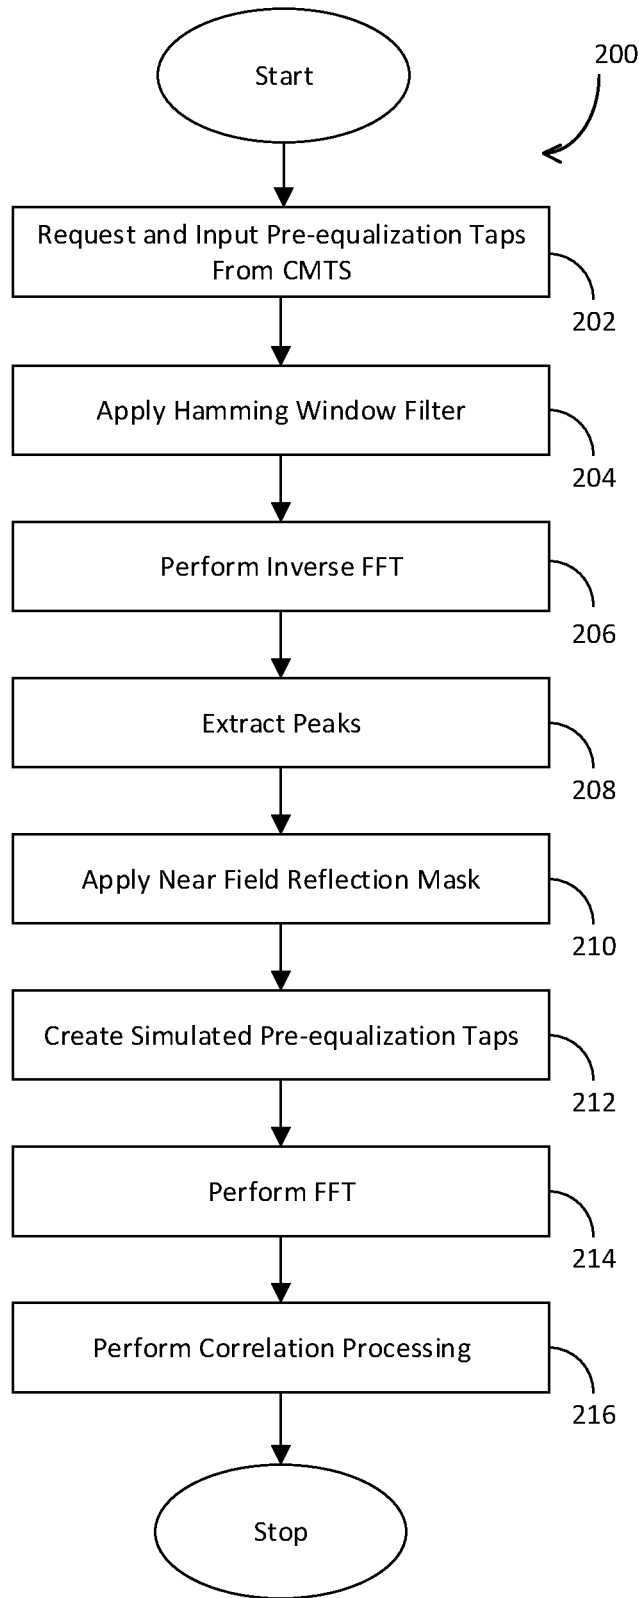 Start
200
Request and Input Pre-equalization Taps
From CMTS
202
Apply Hamming Window Filter
204
Perform Inverse FFT
206
Extract Peaks
208
Apply Near Field Reflection Mask
210
Create Simulated Pre-equalization Taps
212
Perform FFT
214
Perform Correlation Processing
216
Stop